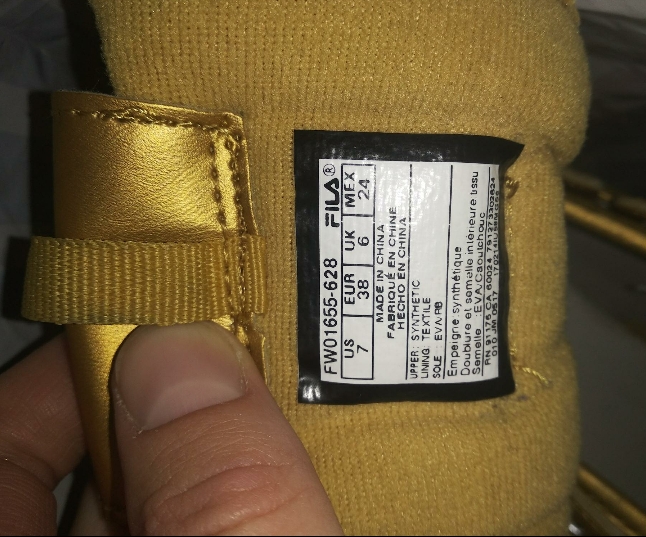 FW01655-628 FILA®
US EUR UK MEX
7 38 6 24
MADE IN CHINA
FABRIQUÉ EN CHINE
HECHO EN CHINA
UPPER: SYNTHETIC
LINING: TEXTILE
SOLE: EVA/RB
Empeigne: synthétique
Doublure et semelle intérieure: tissu
Semelle: EVA/Caoutchouc